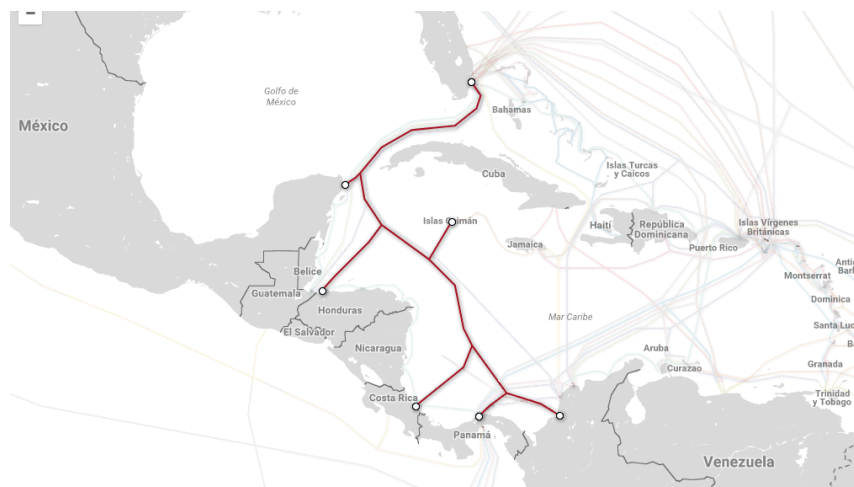 Golfo de
México
México
Bahamas
Islas Turcas
y Caicos
Cuba
Islas Caimán
Haití
República
Dominicana
Islas Vírgenes
Británicas
Puerto Rico
Jamaica
Belice
Guatemala
Honduras
El Salvador
Nicaragua
Montserrat
Dominica
Mar Caribe
Aruba
Curazao
Granada
Costa Rica
Trinidad
y Tobago
Panamá
Venezuela